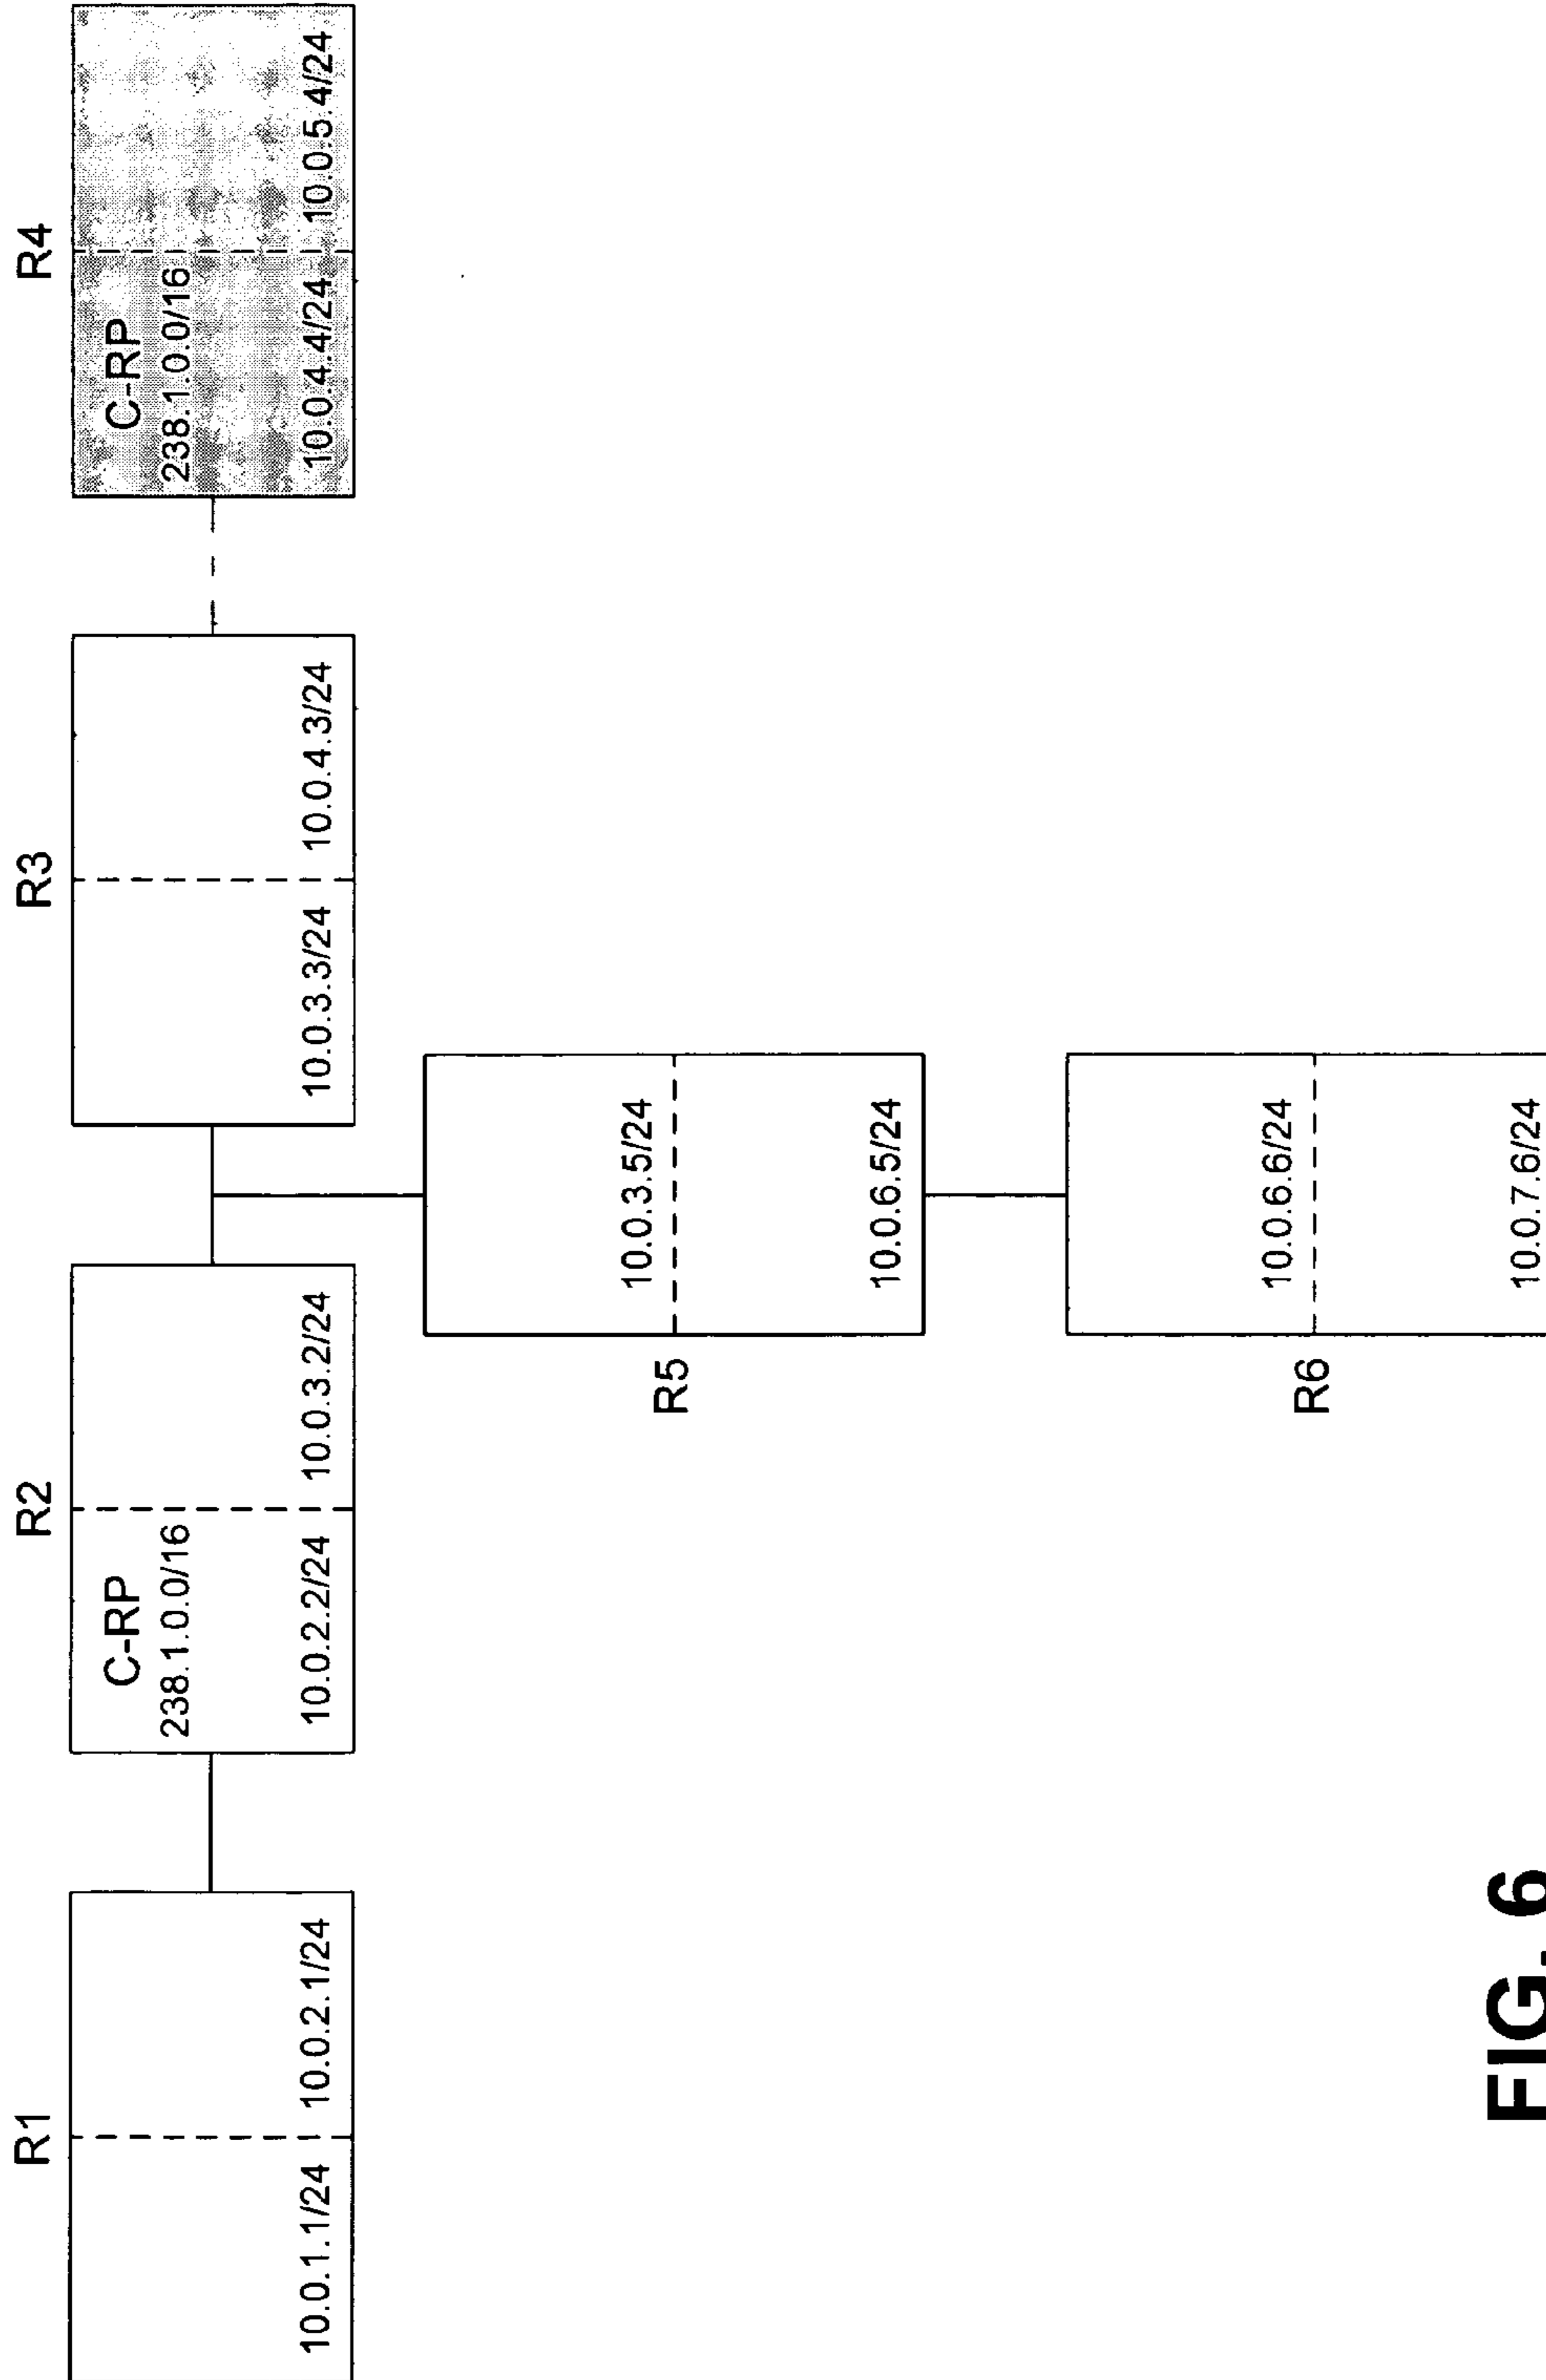 R1
10.0.1.1/24
10.0.2.1/24
R2
C-RP
238.1.0.0/16
10.0.2.2/24
10.0.3.2/24
R3
10.0.3.3/24
10.0.4.3/24
R4
C-RP
238.1.0.0/16
10.0.4.4/24
10.0.5.4/24
R5
10.0.3.5/24
10.0.6.5/24
R6
10.0.6.6/24
10.0.7.6/24
FIG. 6